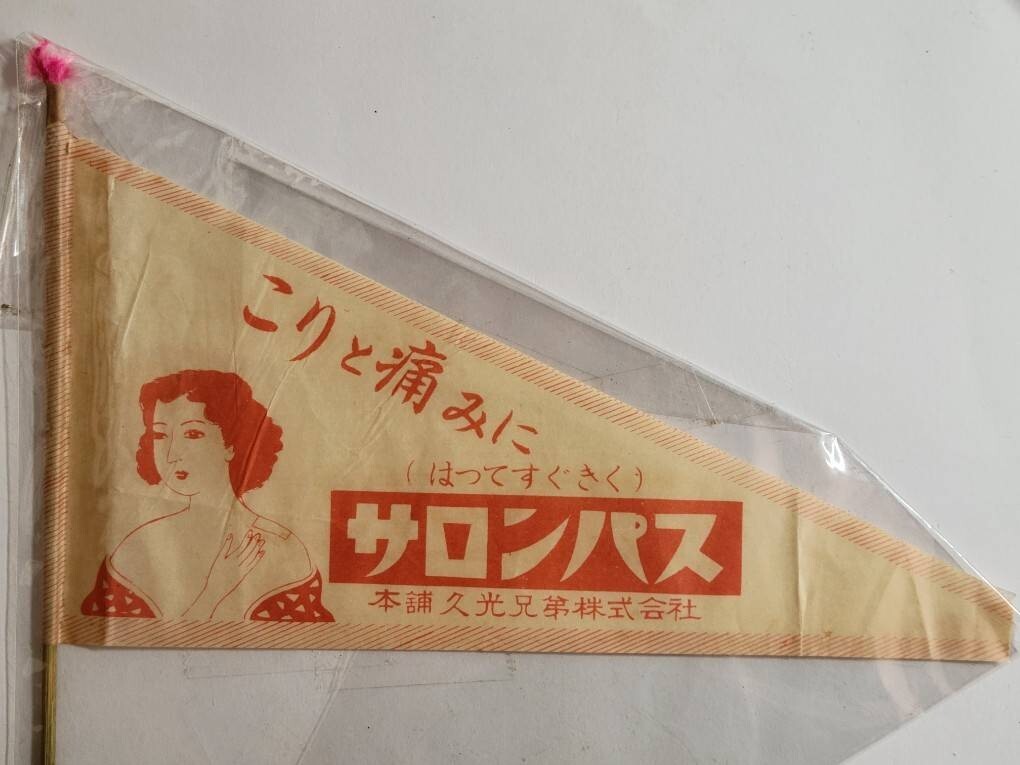 こりと痛みに
(はってすぐきく)
サロンパス
本舗久光兄弟株式会社